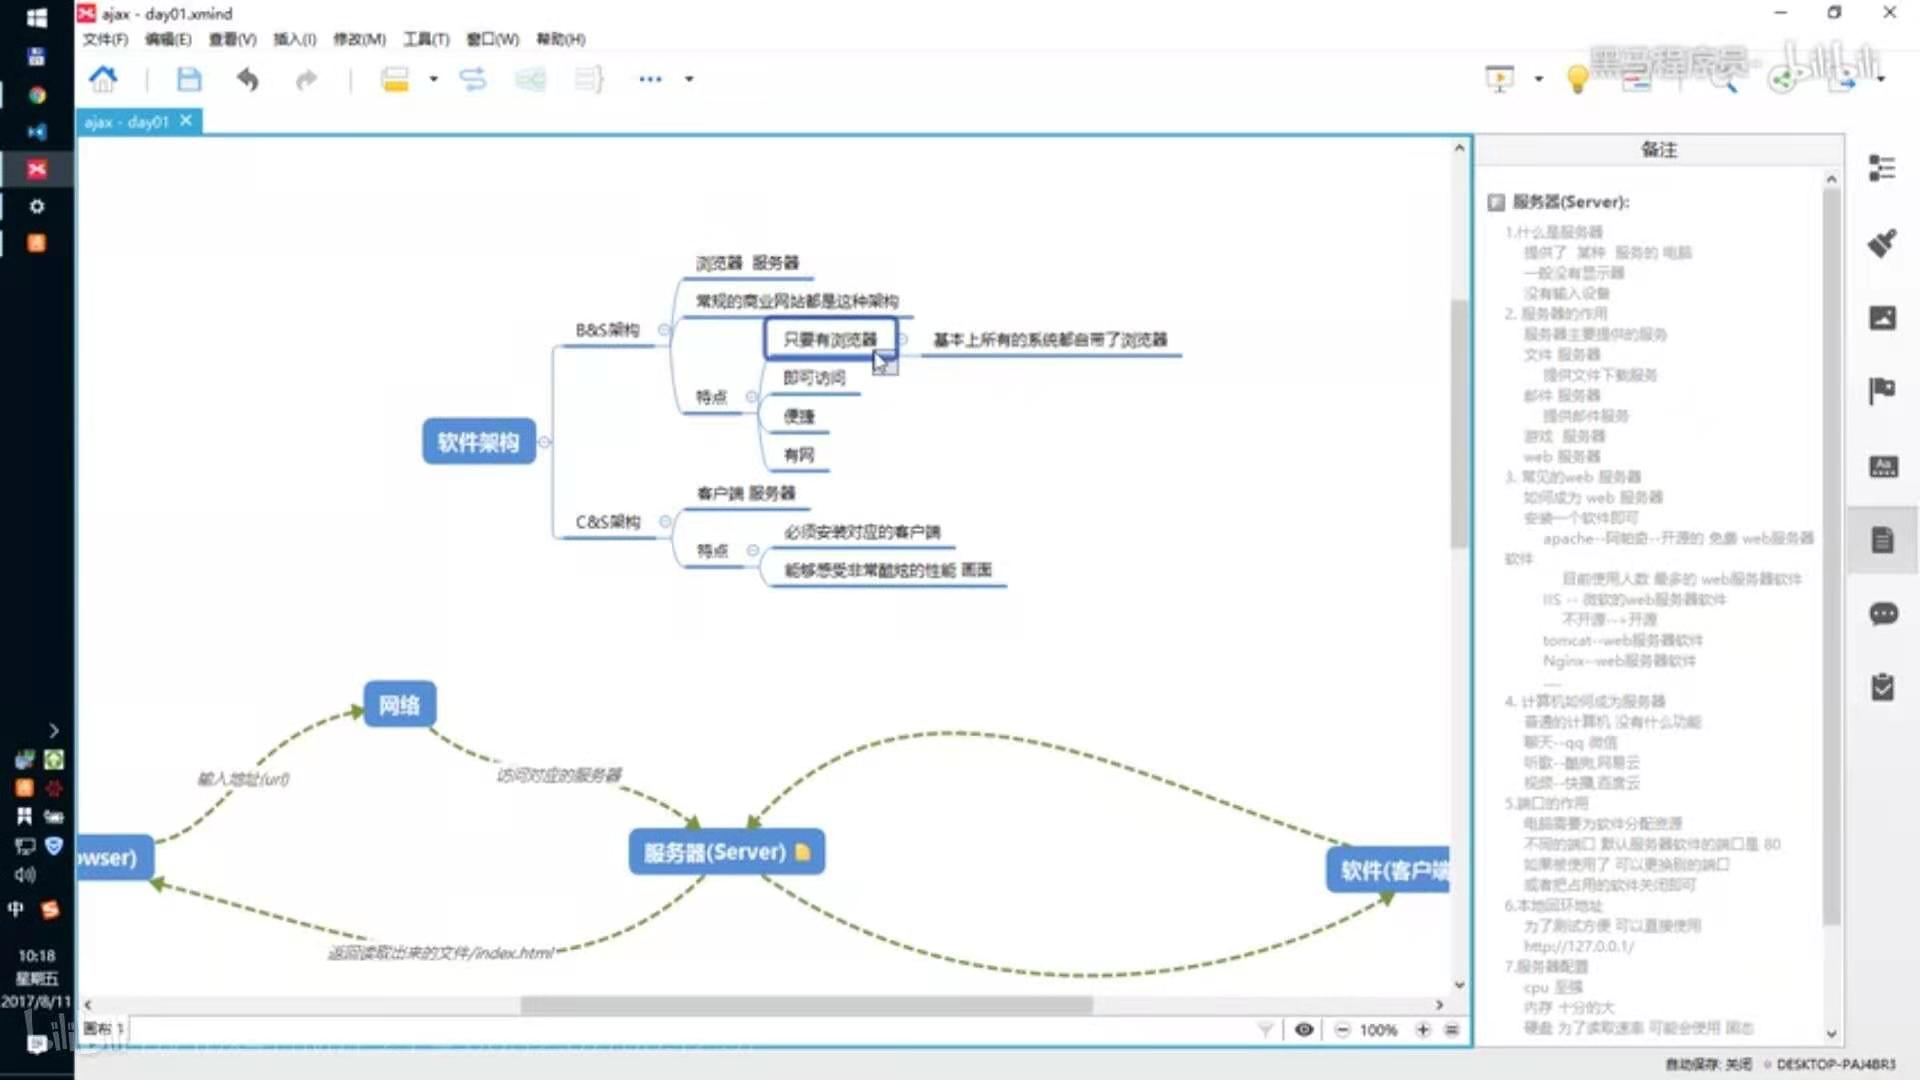 ajax - day01.xmind
文件(F) 编辑(E) 查看(V) 插入(I) 修改(M) 工具(T) 窗口(W) 帮助(H)
黑马程序员
bilibili
ajax - day01
浏览器 服务器
常规的商业网站都是这种架构
B&S架构
只要有浏览器
基本上所有的系统都自带了浏览器
即可访问
特点
便捷
有网
软件架构
客户端 服务器
C&S架构
必须安装对应的客户端
特点
能够感受非常酷炫的性能 画面
网络
输入地址(url)
访问对应的服务器
owser)
服务器(Server)
软件(客户端
返回读取出来的文件/index.html
备注
服务器(Server):
1.什么是服务器
提供了 某种 服务的 电脑
一般没有显示器
没有输入设备
2. 服务器的作用
服务器主要提供的服务
文件 服务器
提供文件下载服务
邮件 服务器
提供邮件服务
游戏 服务器
web 服务器
3. 常见的web 服务器
如何成为 web 服务器
安装一个软件即可
apache--阿帕奇--开源的 免费 web服务器
软件
目前使用人数 最多的 web服务器软件
IIS -- 微软的web服务器软件
不开源--+开源
tomcat--web服务器软件
Nginx--web服务器软件
....
4. 计算机如何成为服务器
普通的计算机 没有什么功能
聊天--qq 微信
听歌--酷狗,网易云
视频--快播,百度云
5.端口的作用
电脑需要为软件分配资源
不同的端口 默认服务器软件的端口是 80
如果被使用了 可以更换别的端口
或者把占用的软件关闭即可
6.本地回环地址
为了测试方便 可以直接使用
http://127.0.0.1/
7.服务器配置
cpu 至强
内存 十分的大
硬盘 为了读取速率 可能会使用 固态
中
10:18
星期五
2017/8/11
画布 1
100%
自动保存: 关闭
DESKTOP-PAJ4BR3